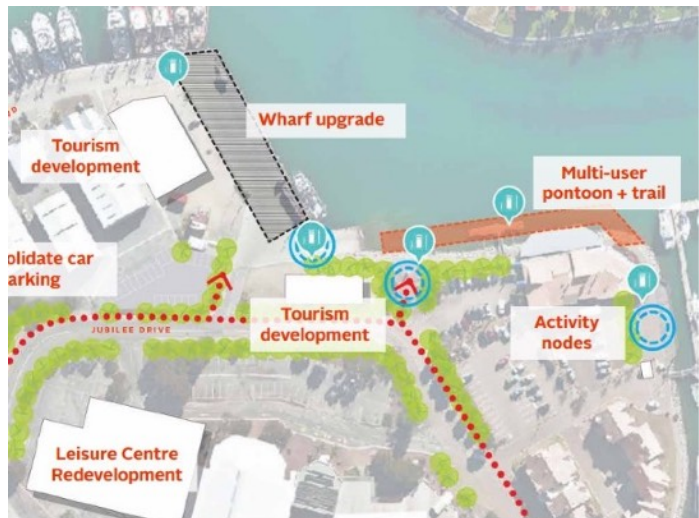 Wharf upgrade
Tourism
development
Multi-user
pontoon + trail
olidate car
arking
JUBILEE DRIVE
Tourism
development
Activity
nodes
Leisure Centre
Redevelopment